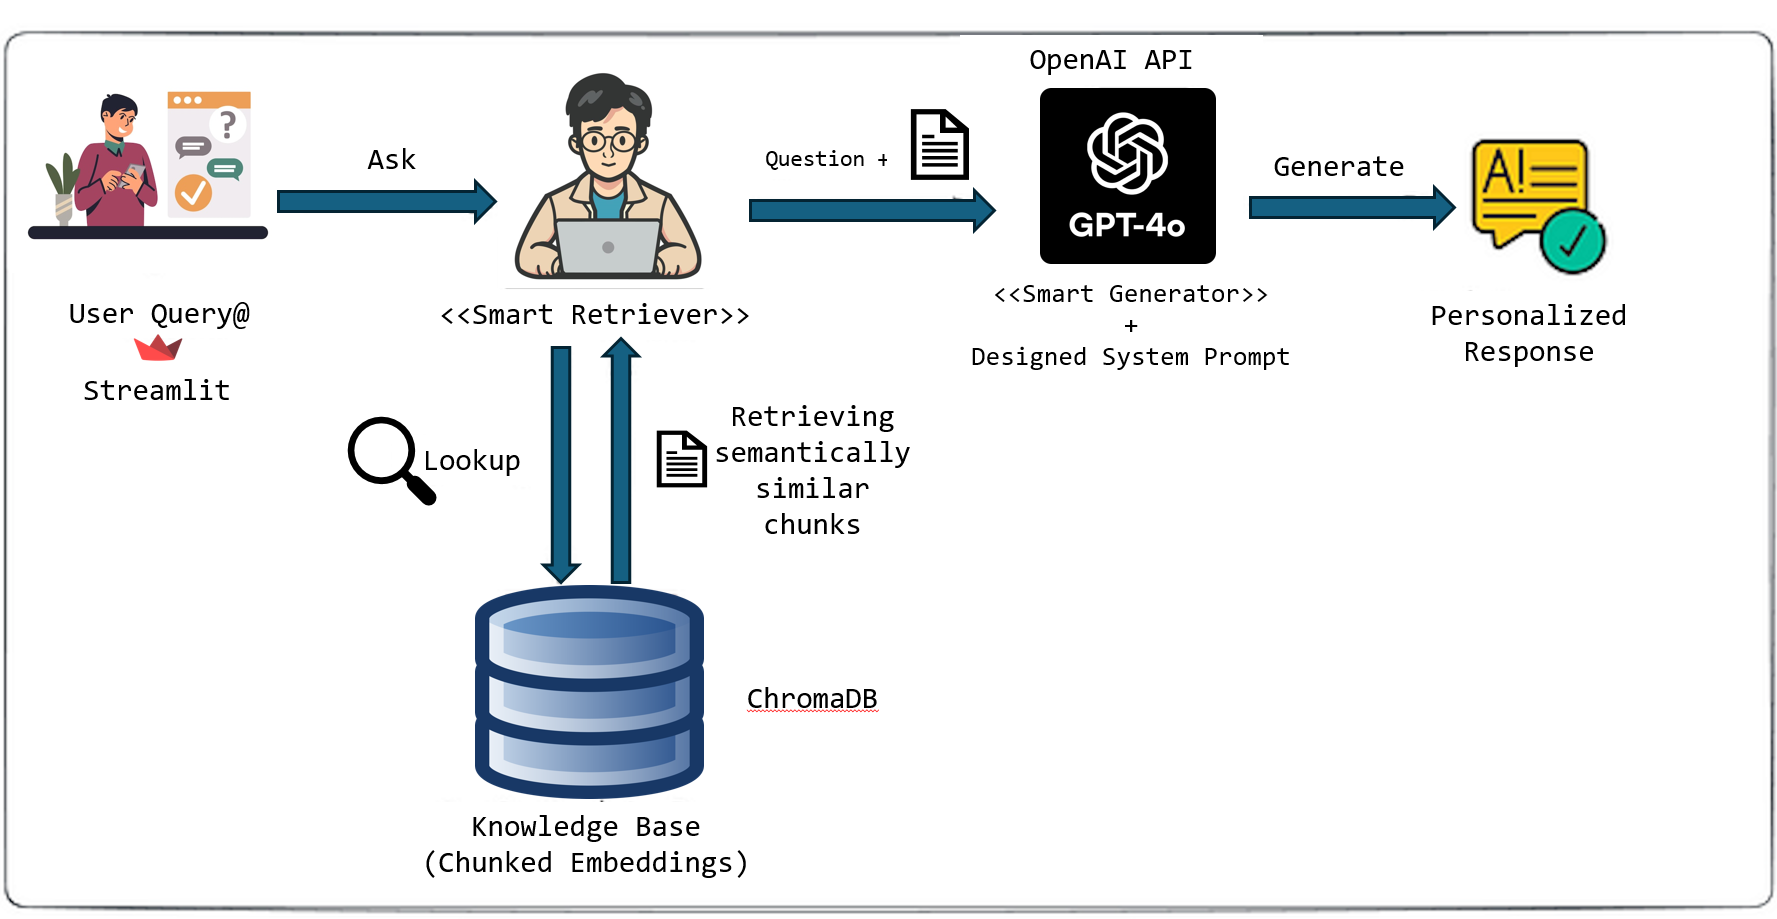 OpenAI API
Ask
Question +
GPT-4o
Generate
?
A!
User Query@
Streamlit
<<Smart Retriever>>
<<Smart Generator>>
+
Designed System Prompt
Personalized
Response
Lookup
Retrieving
semantically
similar
chunks
ChromaDB
Knowledge Base
(Chunked Embeddings)